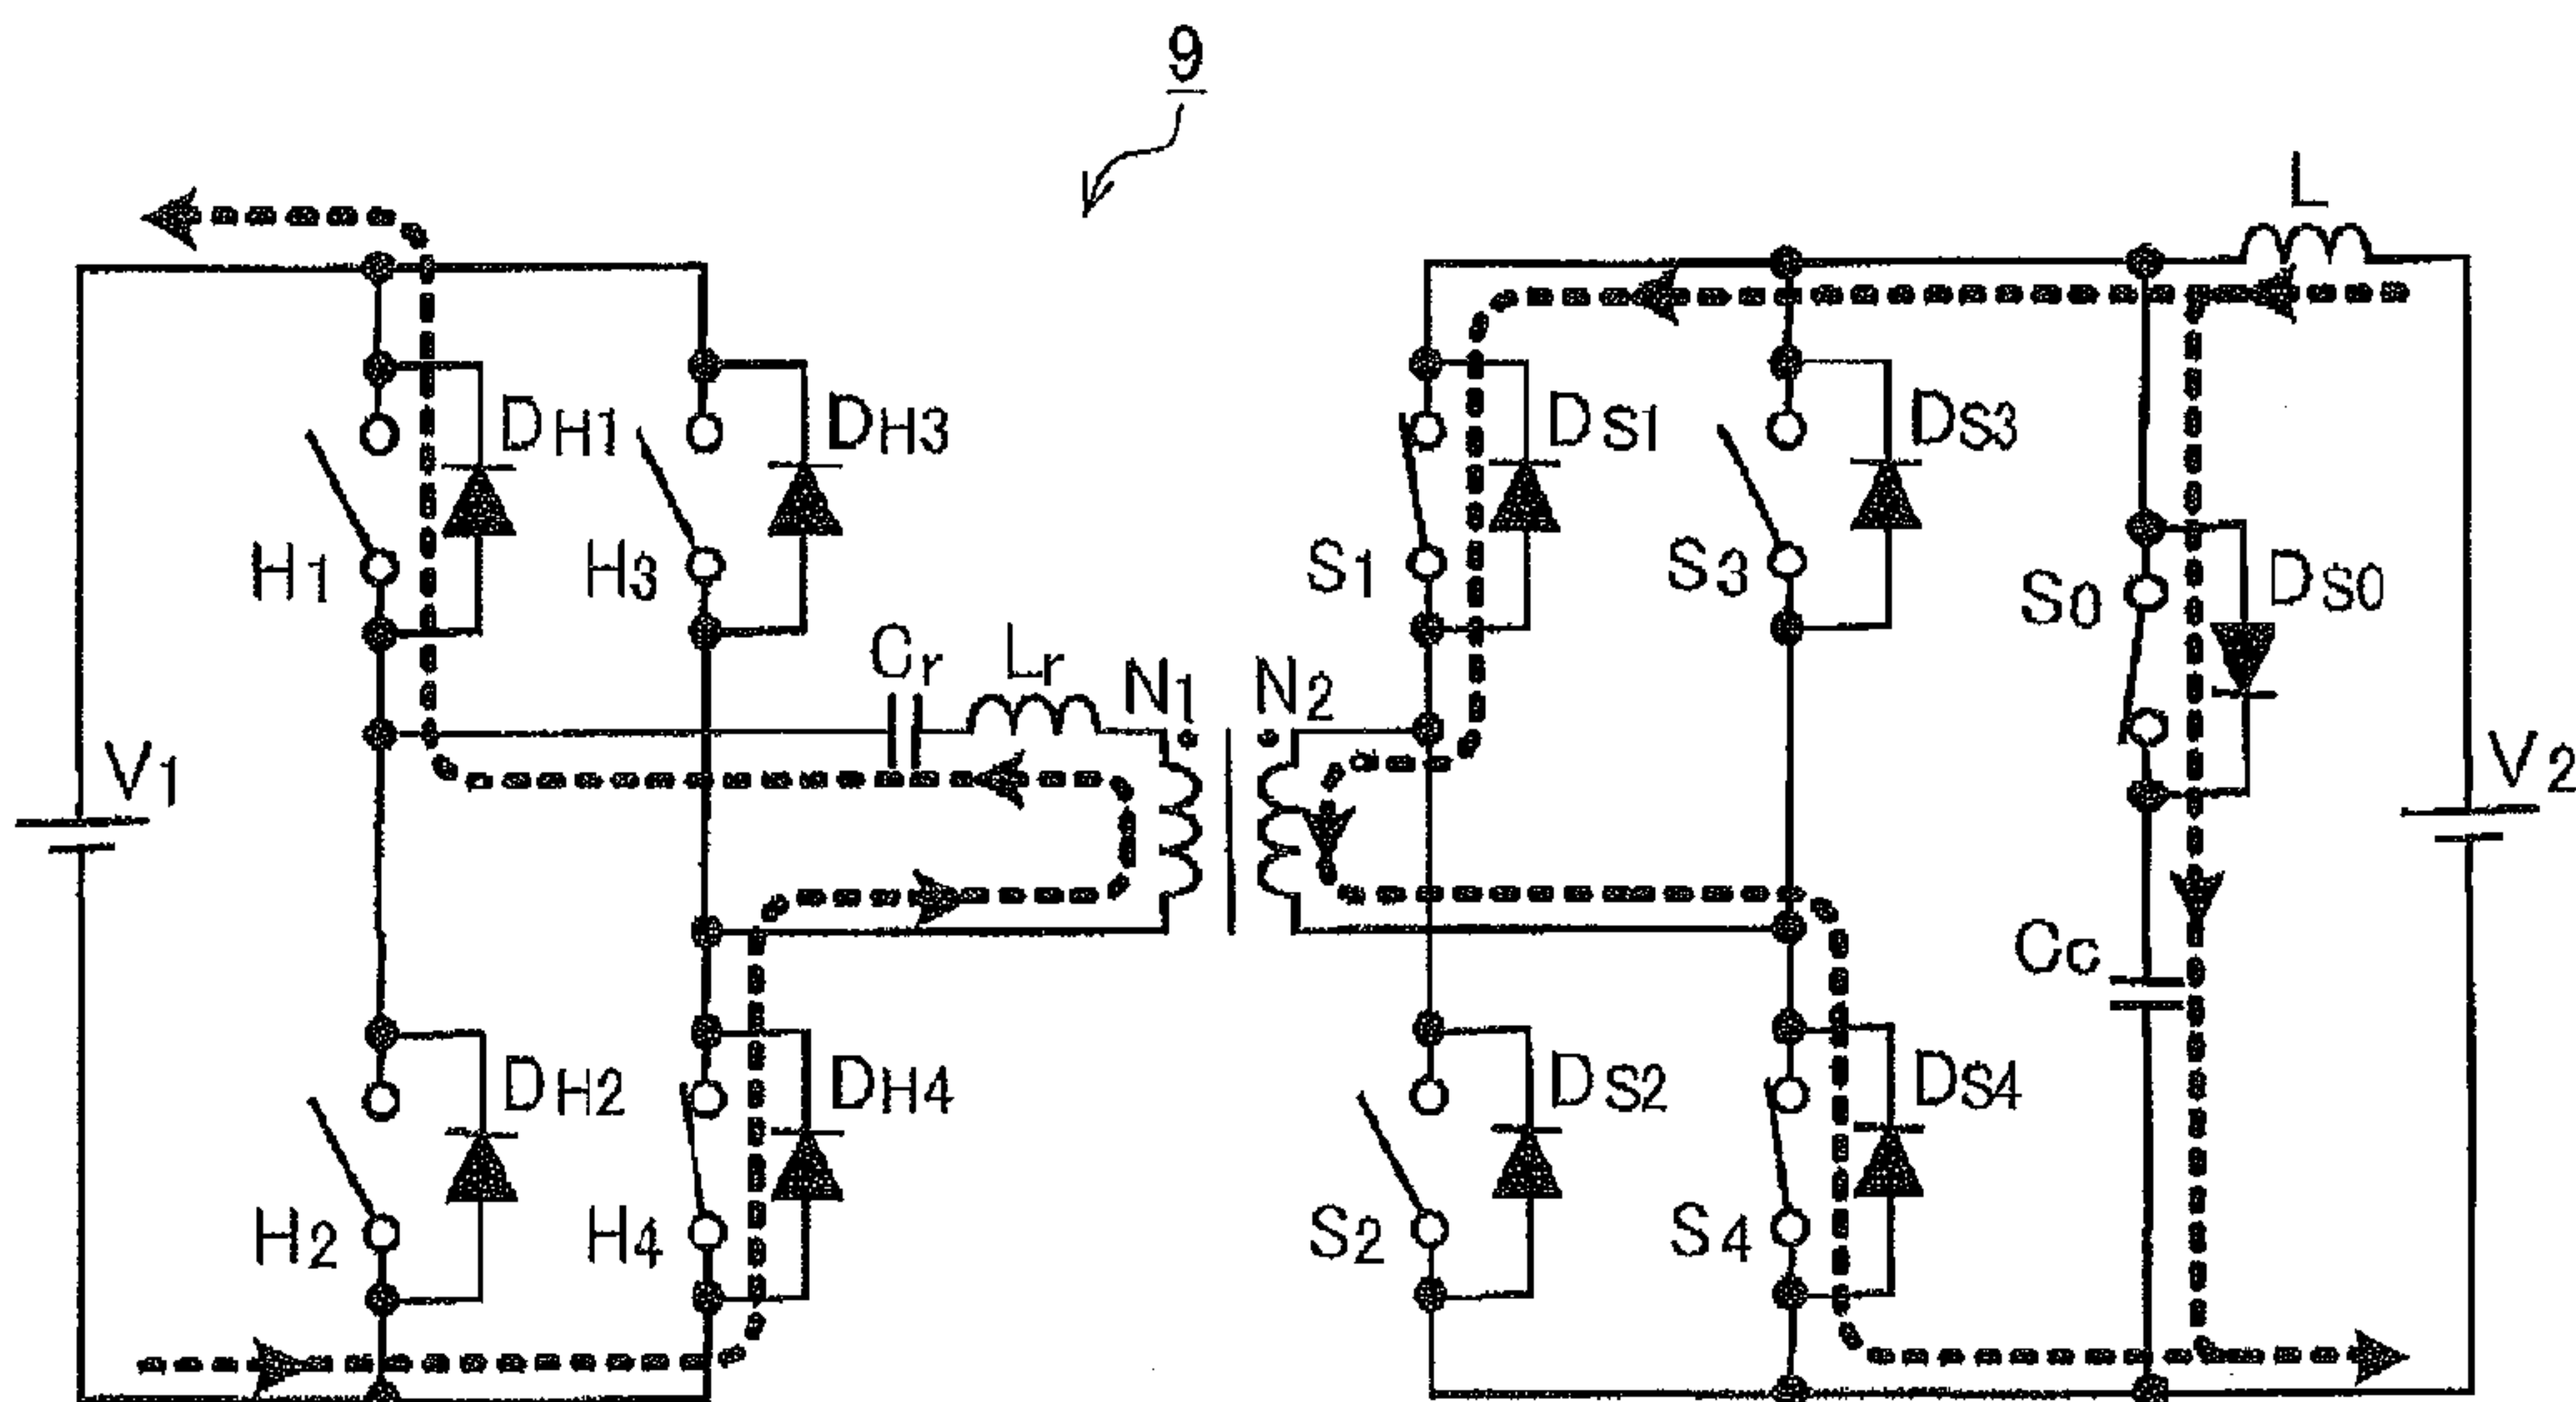 9
L
DH1
DH3
DS1
DS3
H1
H3
S1
S3
S0
DS0
Cr
Lr
N1
N2
V1
V2
Cc
DH2
DH4
DS2
DS4
H2
H4
S2
S4